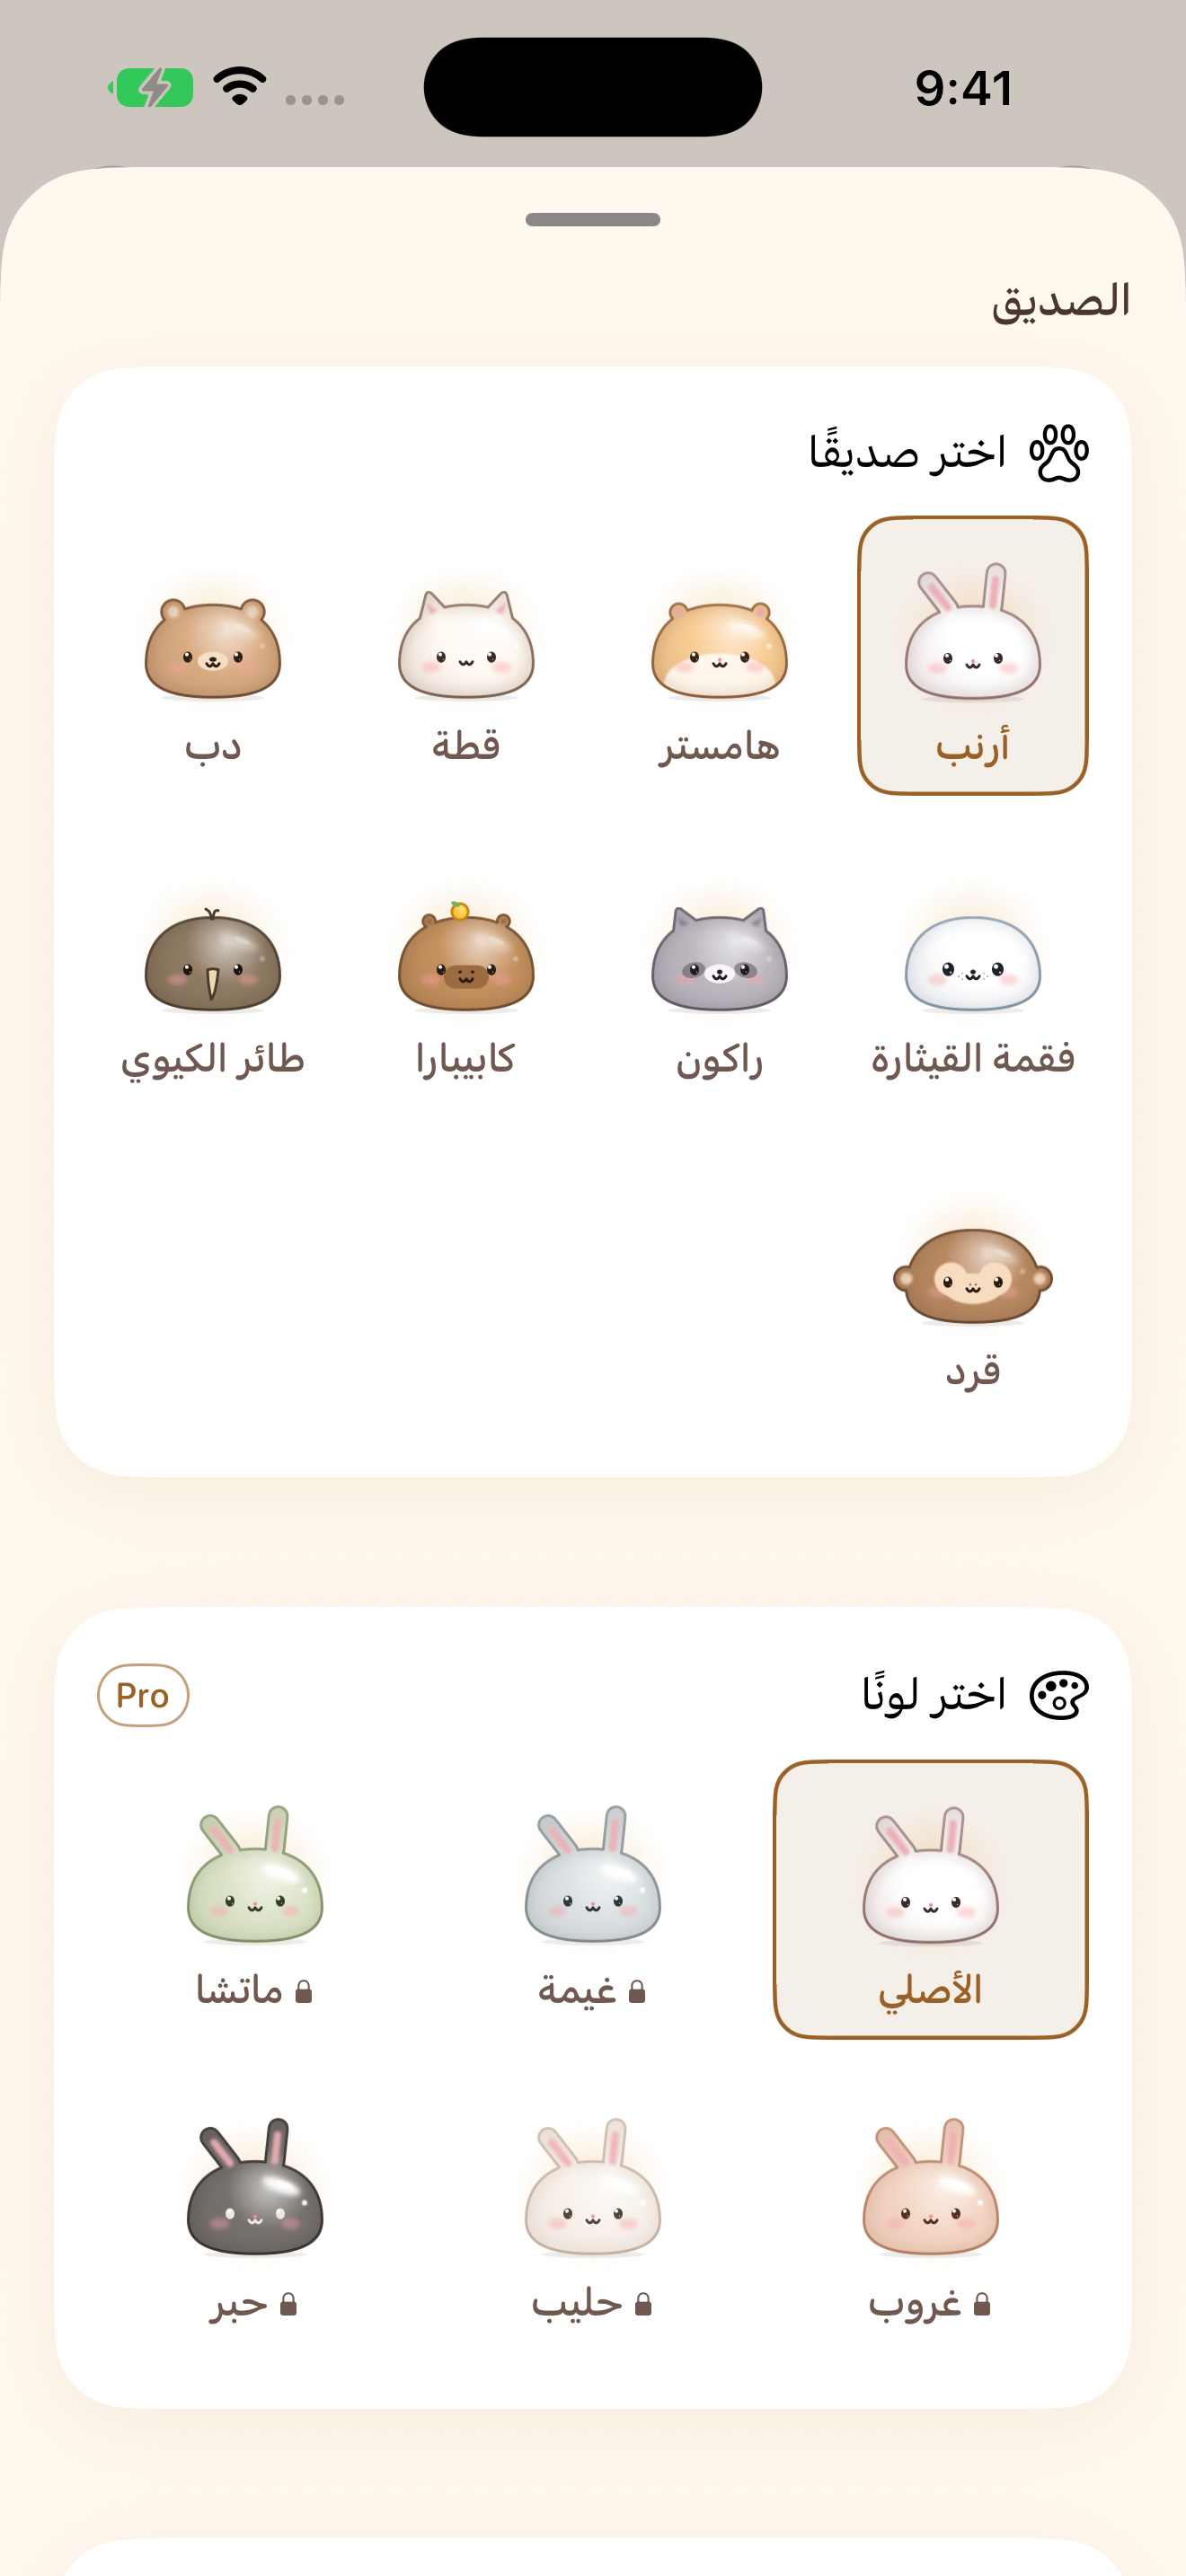 9:41
الصديق
اختر صديقًا
أرنب
هامستر
قطة
دب
فقمة القيثارة
راكون
كابيبارا
طائر الكيوي
قرد
اختر لونًا
Pro
الأصلي
غيمة
ماتشا
غروب
حليب
حبر